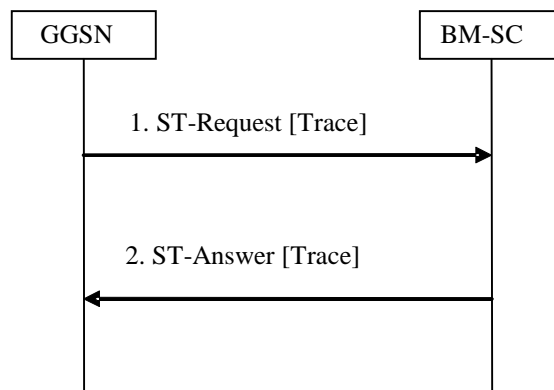 GGSN
BM-SC
1. ST-Request [Trace]
2. ST-Answer [Trace]